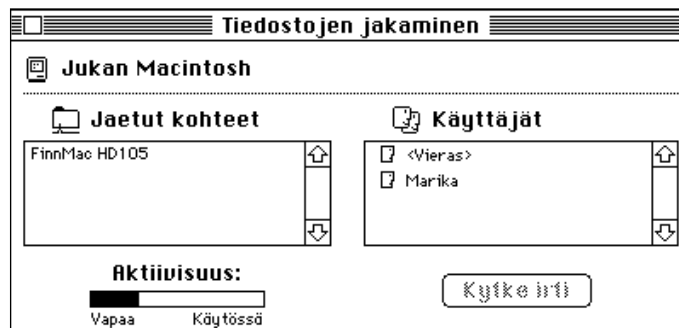 Tiedostojen jakaminen
Jukan Macintosh
Jaetut kohteet
FinnMac HD105
Käyttäjät
<Vieras>
Marika
Aktiivisuus:
Vapaa Käytössä
Kytke irti